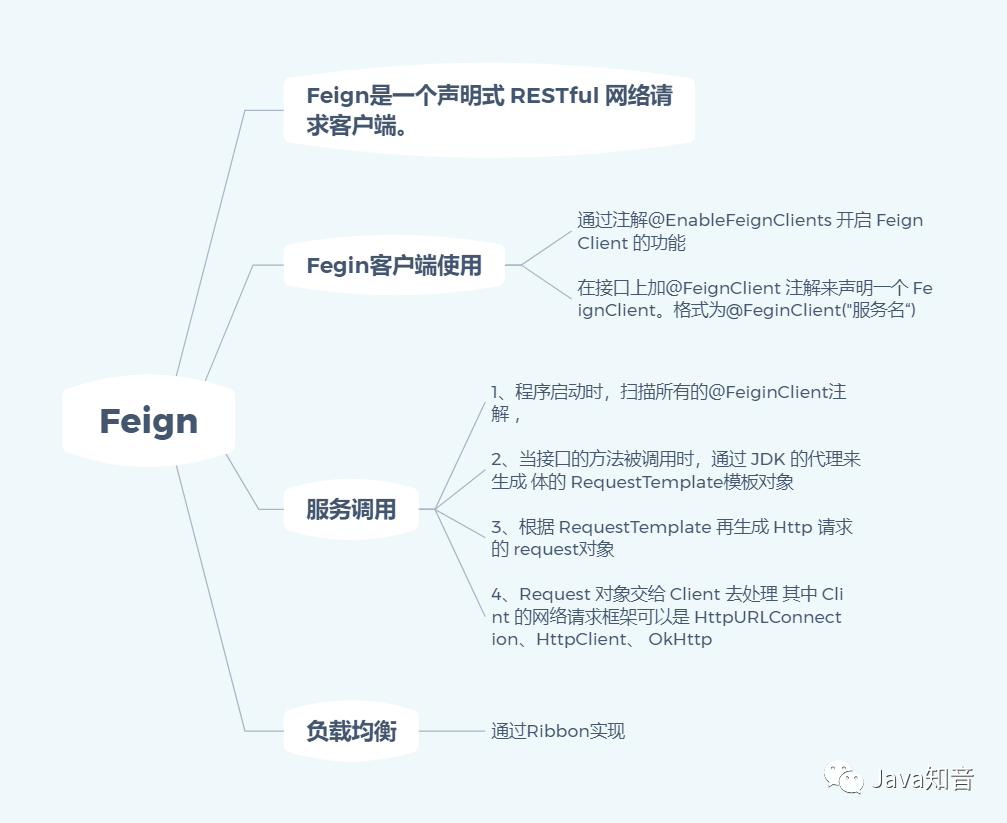 Feign是一个声明式 RESTful 网络请
求客户端。
Fegin客户端使用
通过注解@EnableFeignClients 开启 Feign
Client 的功能
在接口上加@FeignClient 注解来声明一个 Fe
ignClient。格式为@FeginClient("服务名“)
Feign
服务调用
1、程序启动时，扫描所有的@FeiginClient注
解 ，
2、当接口的方法被调用时，通过 JDK 的代理来
生成 体的 RequestTemplate模板对象
3、根据 RequestTemplate 再生成 Http 请求
的 request对象
4、Request 对象交给 Client 去处理 其中 Cli
nt 的网络请求框架可以是 HttpURLConnect
ion、HttpClient、 OkHttp
负载均衡
通过Ribbon实现
Java知音